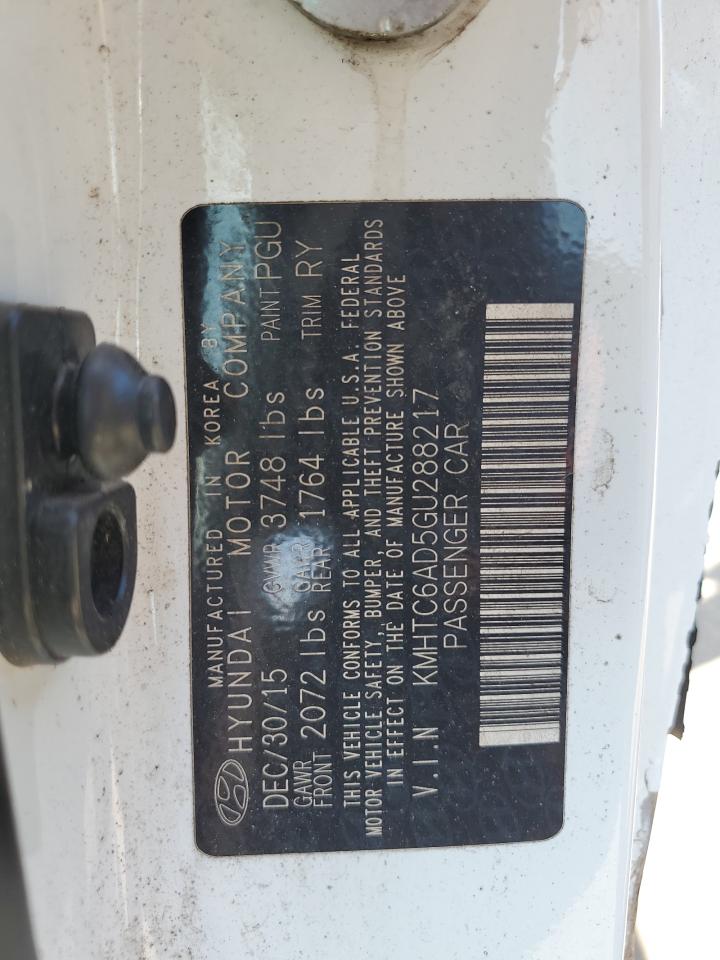 MANUFACTURED IN KOREA BY
HYUNDAI MOTOR COMPANY
DEC/30/15 GVWR 3748 lbs PAINT PGU
GAWR FRONT 2072 lbs GAWR REAR 1764 lbs TRIM RY
THIS VEHICLE CONFORMS TO ALL APPLICABLE U.S.A. FEDERAL
MOTOR VEHICLE SAFETY, BUMPER, AND THEFT PREVENTION STANDARDS
IN EFFECT ON THE DATE OF MANUFACTURE SHOWN ABOVE
V.I.N KMHTC6AD5GU288217
PASSENGER CAR